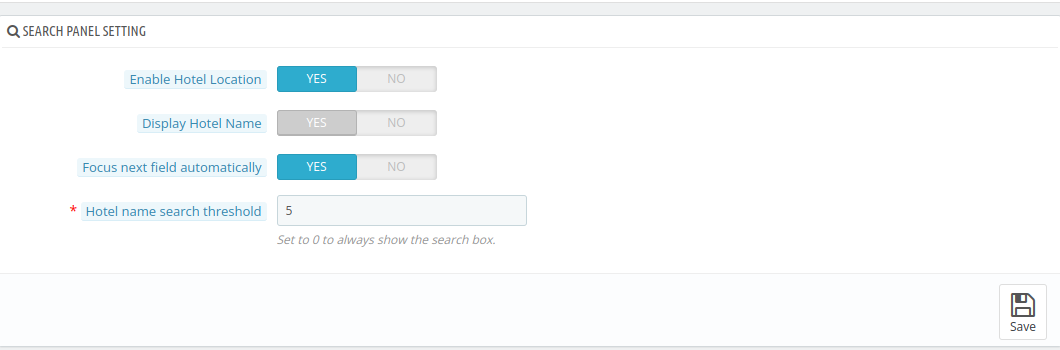 SEARCH PANEL SETTING
Enable Hotel Location YES NO
Display Hotel Name YES NO
Focus next field automatically YES NO
* Hotel name search threshold 5
Set to 0 to always show the search box.
Save